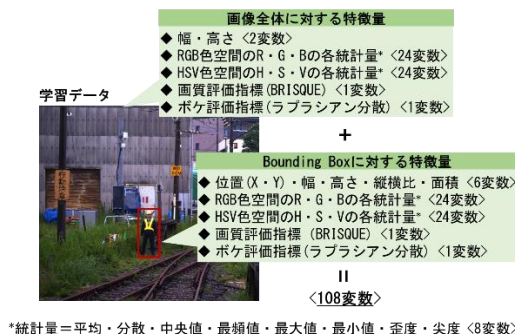 画像全体に対する特徴量
◆ 幅・高さ <2変数>
◆ RGB色空間のR・G・Bの各統計量* <24変数>
◆ HSV色空間のH・S・Vの各統計量* <24変数>
◆ 画質評価指標(BRISQUE) <1変数>
◆ ボケ評価指標(ラプラシアン分散) <1変数>
学習データ
+
Bounding Boxに対する特徴量
◆ 位置(X・Y)・幅・高さ・縦横比・面積 <6変数>
◆ RGB色空間のR・G・Bの各統計量* <24変数>
◆ HSV色空間のH・S・Vの各統計量* <24変数>
◆ 画質評価指標 (BRISQUE) <1変数>
◆ ボケ評価指標(ラプラシアン分散) <1変数>
=
<108変数>
*統計量=平均・分散・中央値・最頻値・最大値・最小値・歪度・尖度 <8変数>